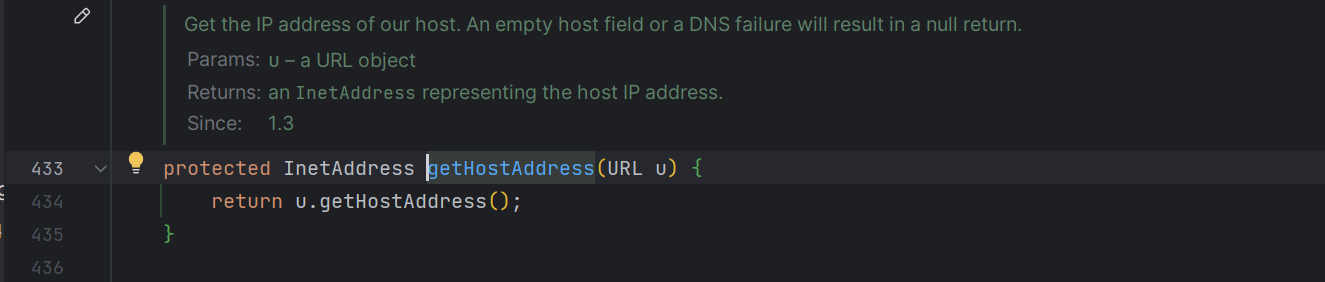 Get the IP address of our host. An empty host field or a DNS failure will result in a null return.
Params: u – a URL object
Returns: an InetAddress representing the host IP address.
Since: 1.3
433 protected InetAddress getHostAddress(URL u) {
434 return u.getHostAddress();
435 }
436